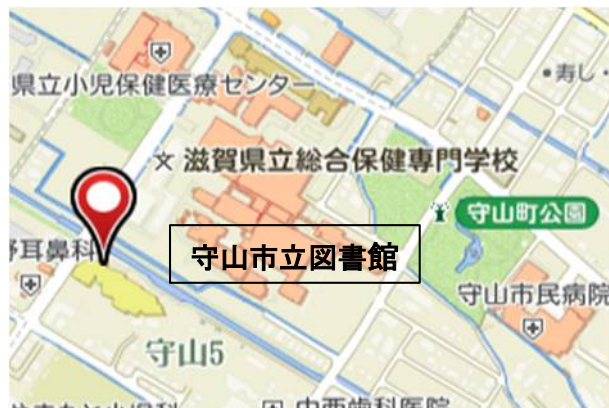 県立小児保健医療センター
寿し・
滋賀県立総合保健専門学校
守山町公園
耳鼻科
守山市立図書館
守山市民病院
守山5
中西歯科医院